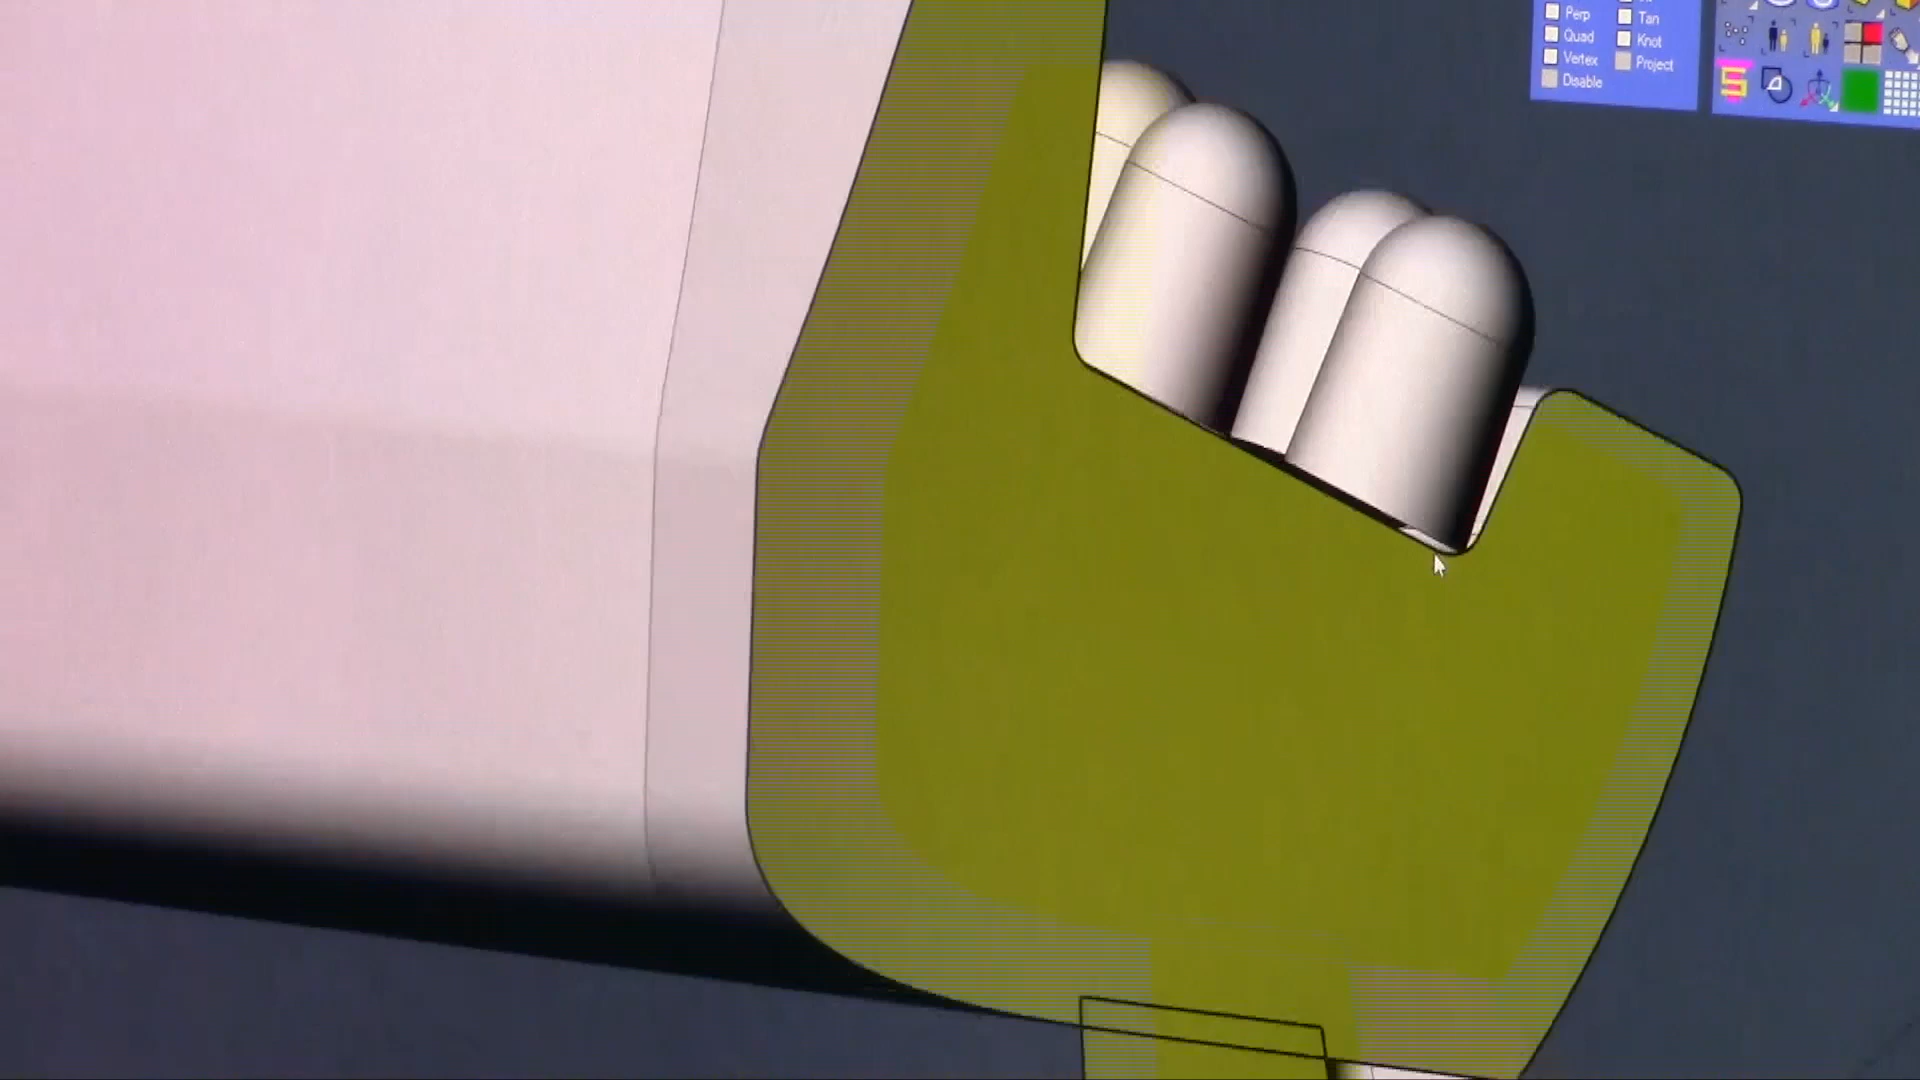 Perp
Tan
Quad
Knot
Vertex
Project
Disable